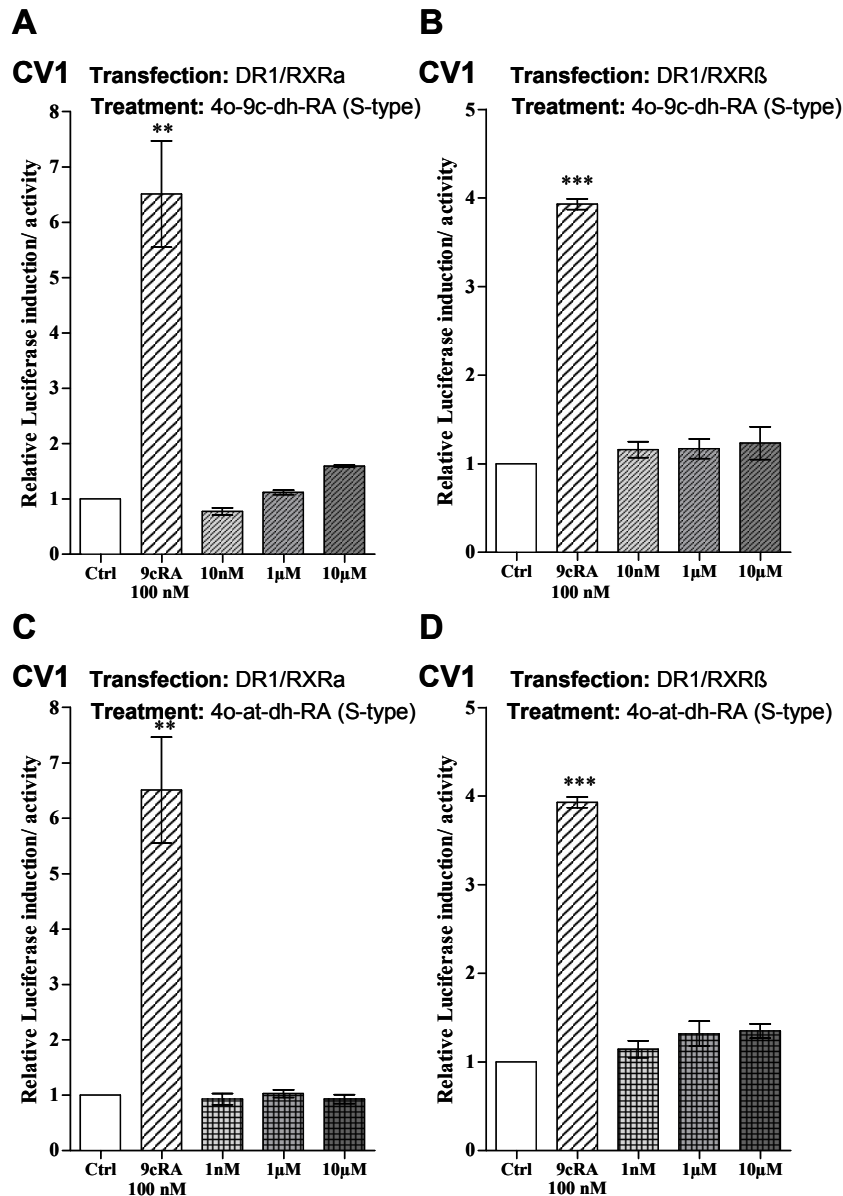 A
CV1 Transfection: DR1/RXRa
Treatment: 4o-9c-dh-RA (S-type)
Relative Luciferase induction/ activity
8
7
6
5
4
3
2
1
0
**
Ctrl 9cRA 10nM 1µM 10µM
100 nM
B
CV1 Transfection: DR1/RXRß
Treatment: 4o-9c-dh-RA (S-type)
Relative Luciferase induction/ activity
5
4
3
2
1
0
***
Ctrl 9cRA 10nM 1µM 10µM
100 nM
C
CV1 Transfection: DR1/RXRa
Treatment: 4o-at-dh-RA (S-type)
Relative Luciferase induction/ activity
8
7
6
5
4
3
2
1
0
**
Ctrl 9cRA 1nM 1µM 10µM
100 nM
D
CV1 Transfection: DR1/RXRß
Treatment: 4o-at-dh-RA (S-type)
Relative Luciferase induction/ activity
5
4
3
2
1
0
***
Ctrl 9cRA 1nM 1µM 10µM
100 nM